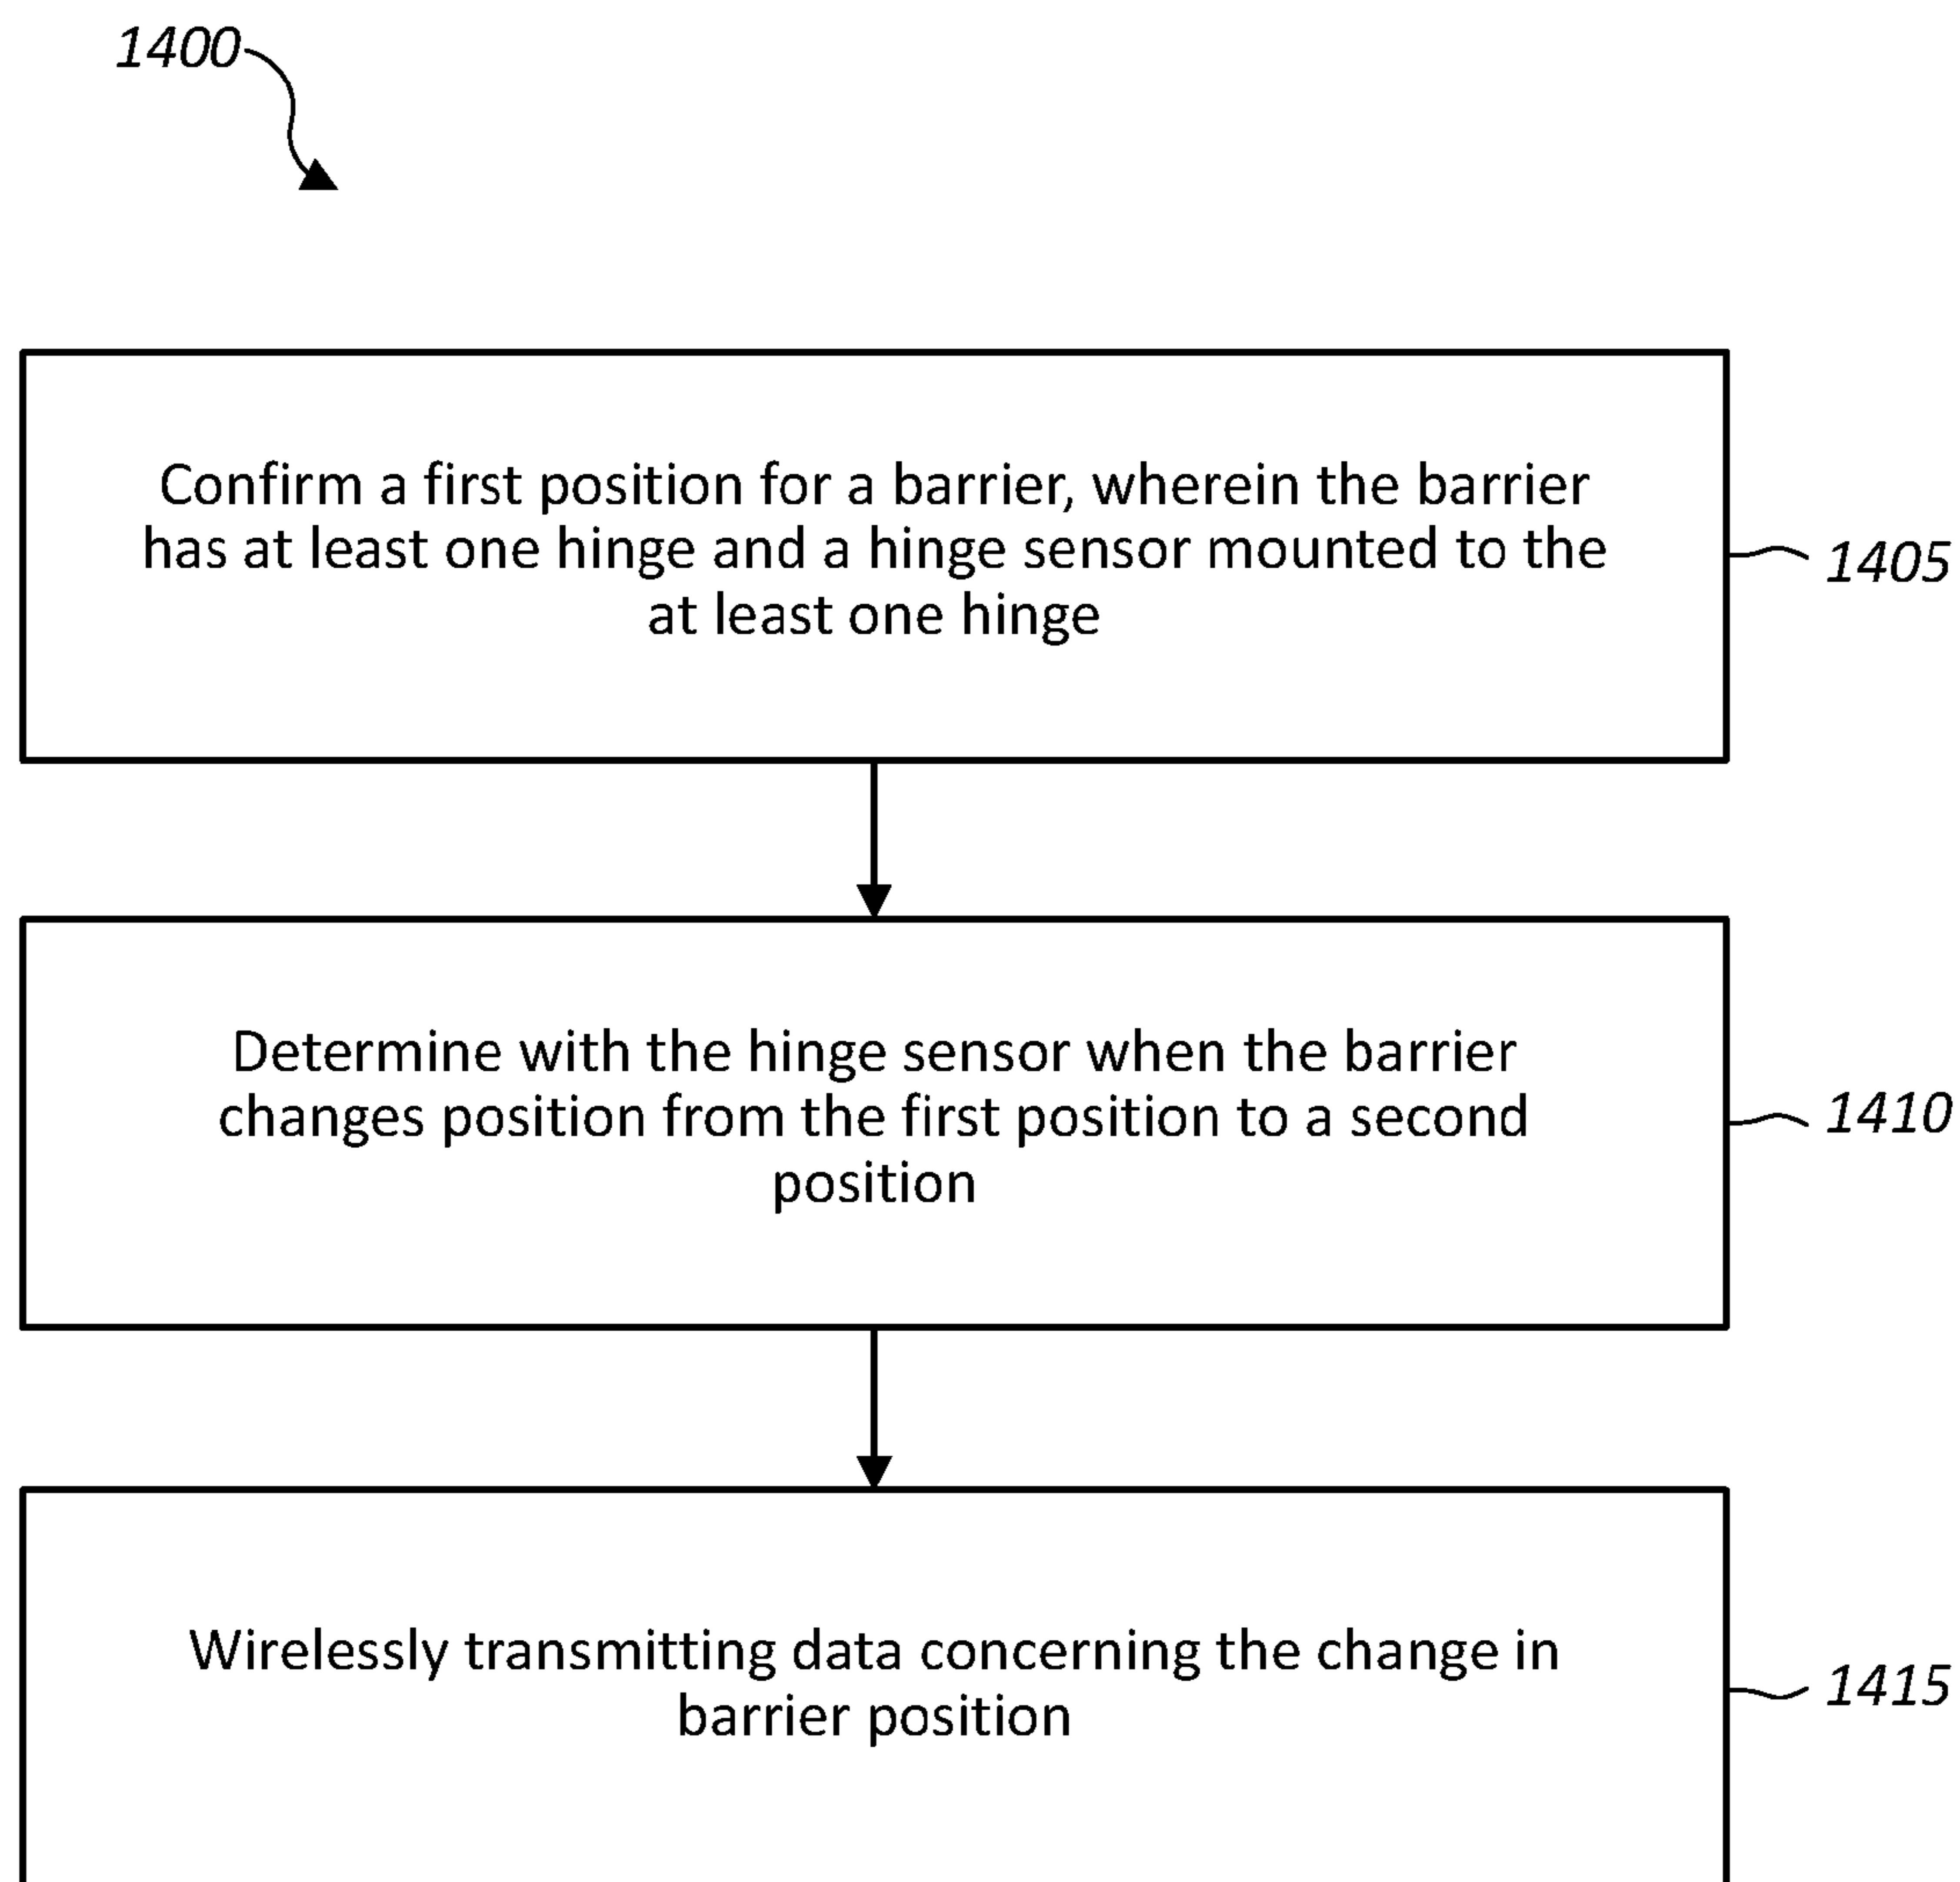 1400
Confirm a first position for a barrier, wherein the barrier
has at least one hinge and a hinge sensor mounted to the
at least one hinge
1405
Determine with the hinge sensor when the barrier
changes position from the first position to a second
position
1410
Wirelessly transmitting data concerning the change in
barrier position
1415